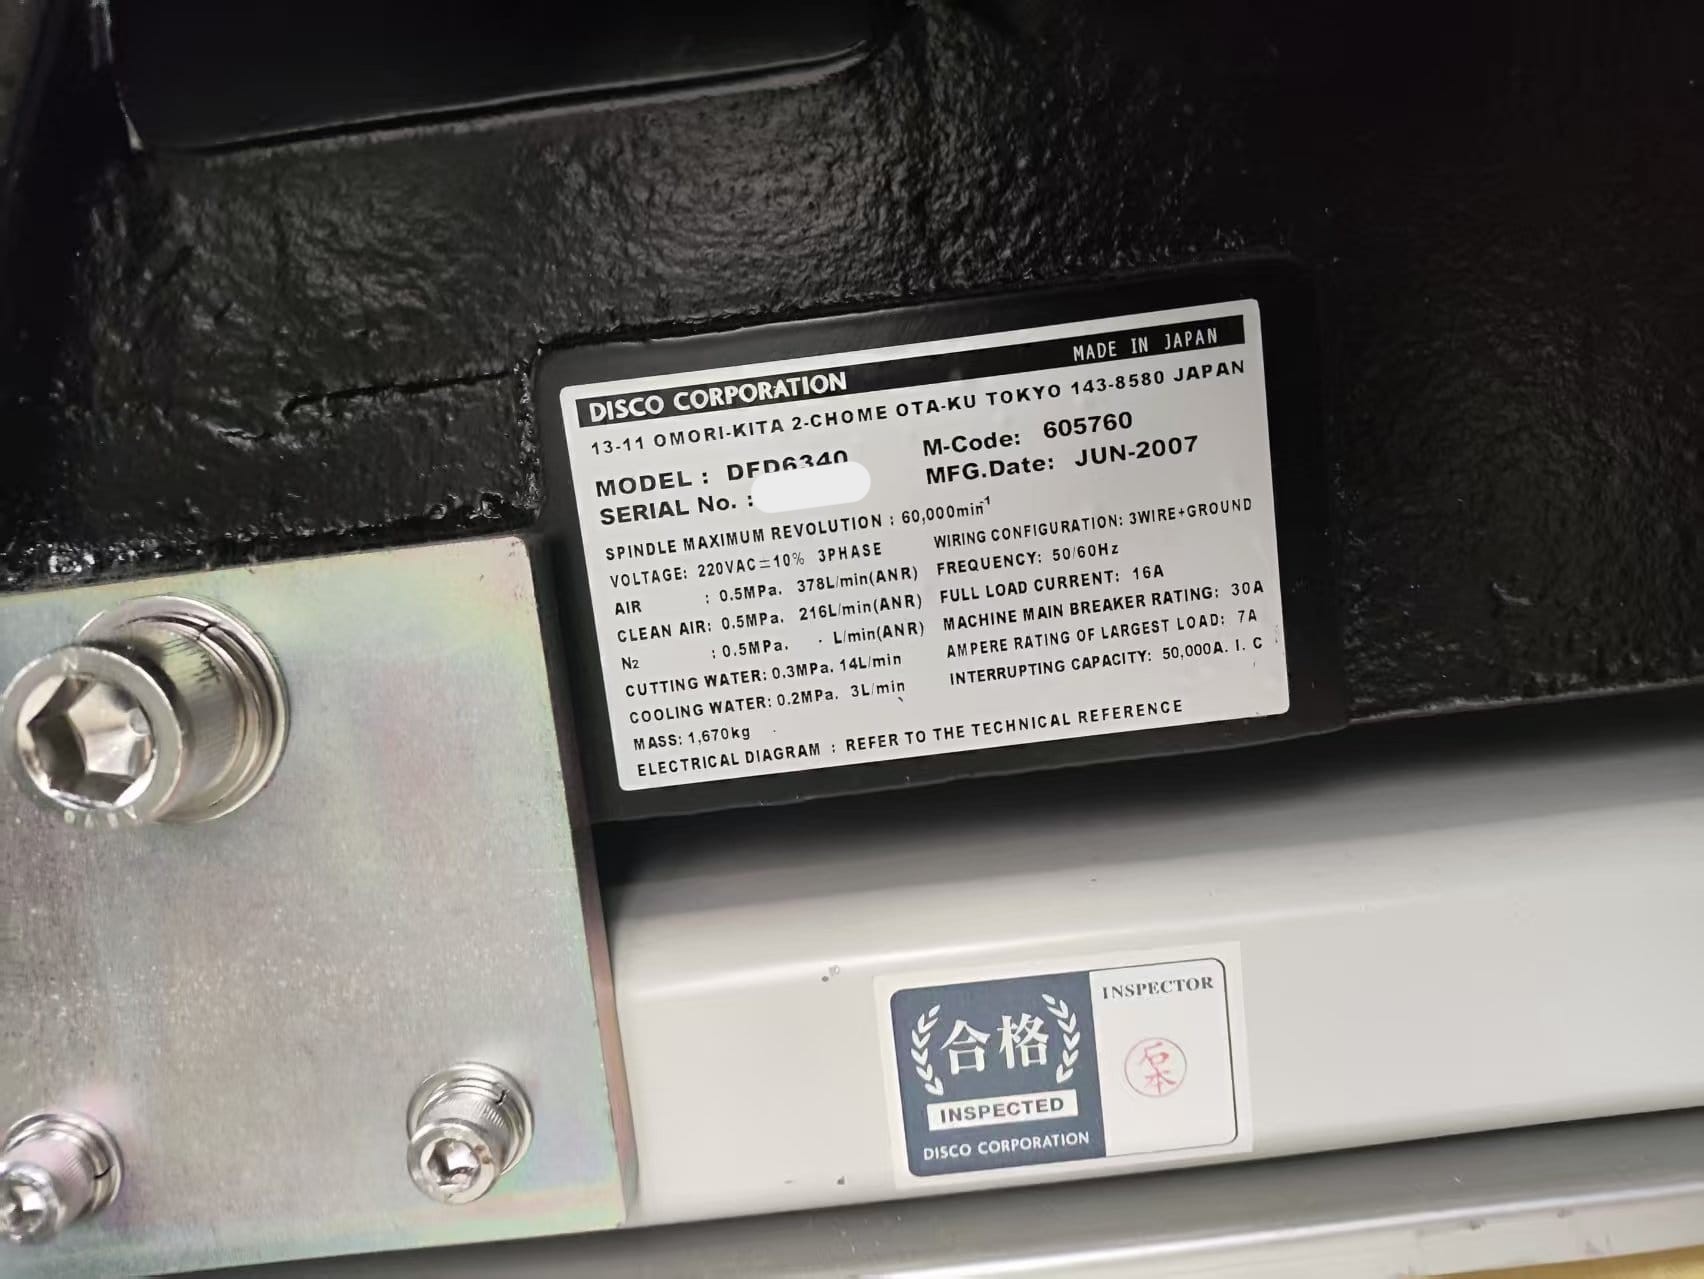 DISCO CORPORATION MADE IN JAPAN
13-11 OMORI-KITA 2-CHOME OTA-KU TOKYO 143-8580 JAPAN
MODEL : DFD6340 M-Code: 605760
SERIAL No. : MFG.Date: JUN-2007
SPINDLE MAXIMUM REVOLUTION : 60,000min-1
VOLTAGE: 220VAC±10% 3PHASE WIRING CONFIGURATION: 3WIRE+GROUND
AIR : 0.5MPa. 378L/min(ANR) FREQUENCY: 50/60Hz
CLEAN AIR: 0.5MPa. 216L/min(ANR) FULL LOAD CURRENT: 16A
N2 : 0.5MPa. - L/min(ANR) MACHINE MAIN BREAKER RATING: 30A
CUTTING WATER: 0.3MPa. 14L/min AMPERE RATING OF LARGEST LOAD: 7A
COOLING WATER: 0.2MPa. 3L/min INTERRUPTING CAPACITY: 50,000A. I. C
MASS: 1,670kg
ELECTRICAL DIAGRAM : REFER TO THE TECHNICAL REFERENCE
合格
INSPECTED
DISCO CORPORATION
INSPECTOR
石本